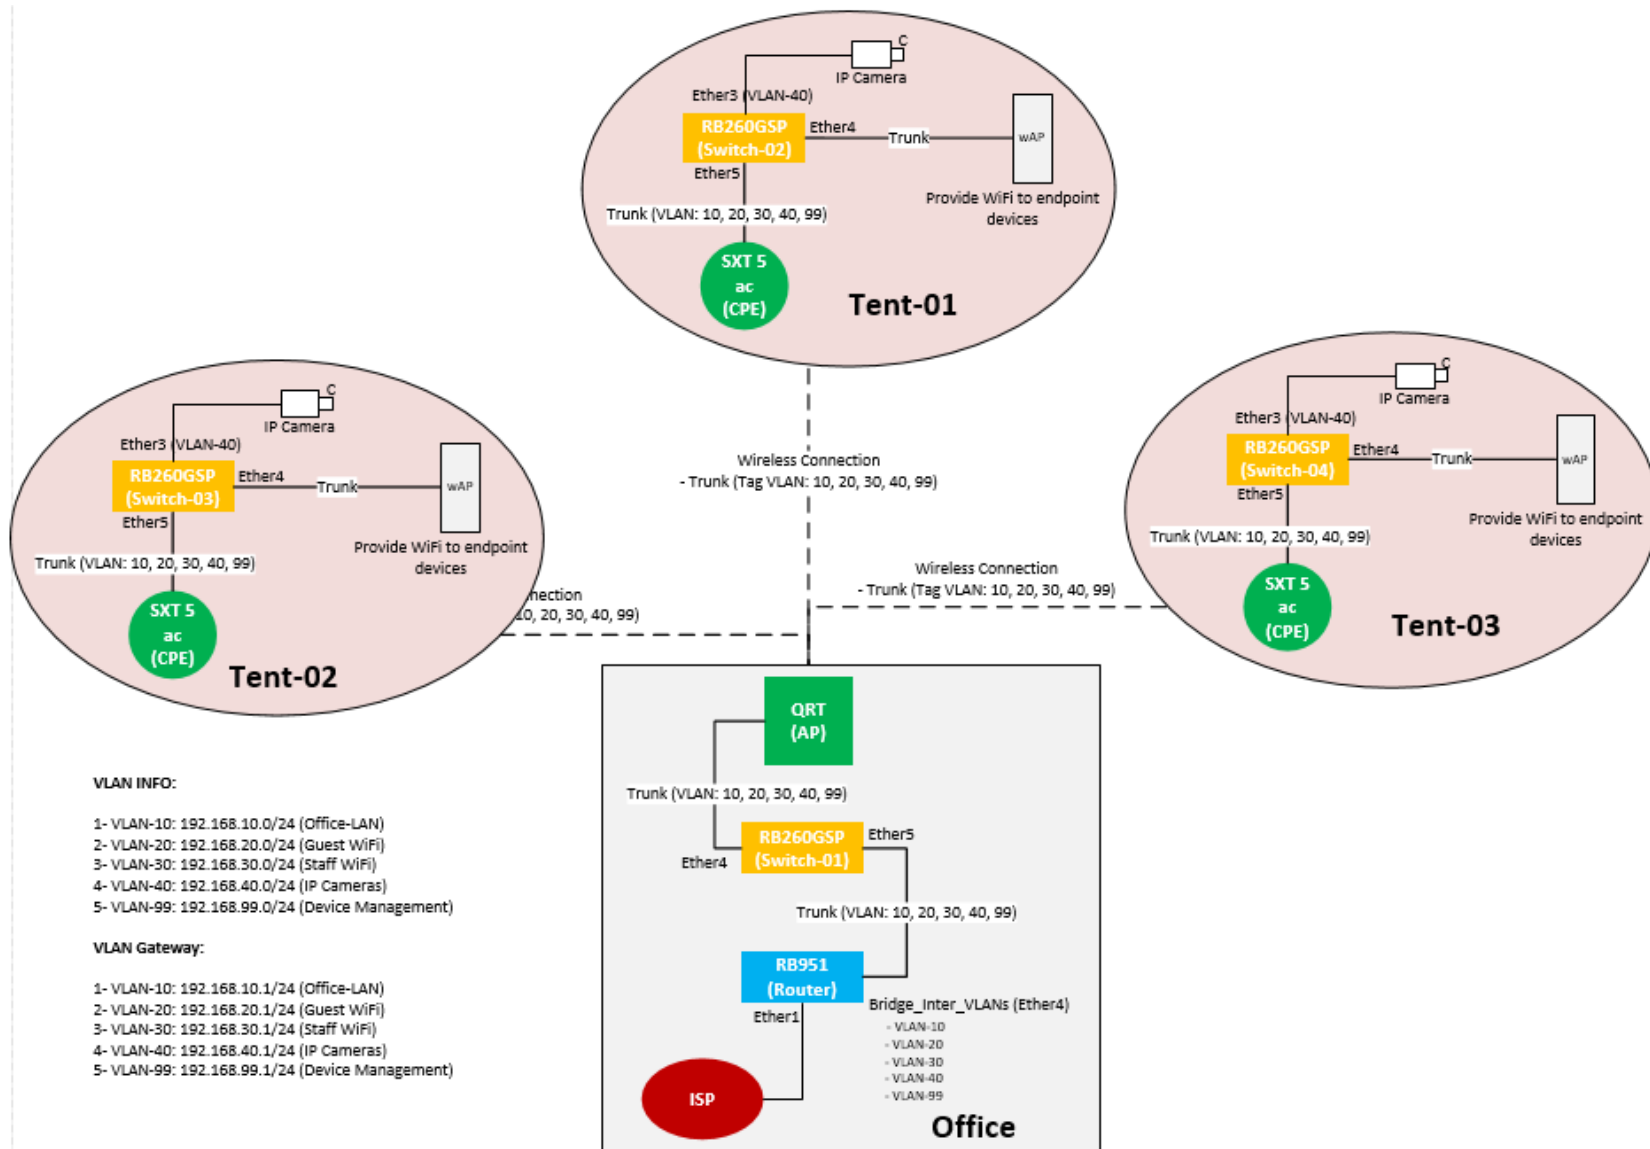 C
IP Camera
Ether3 (VLAN-40)
RB260GSP
(Switch-02)
Ether4
Trunk
wAP
Ether5
Provide WiFi to endpoint
devices
Trunk (VLAN: 10, 20, 30, 40, 99)
SXT 5
ac
(CPE)
Tent-01
C
IP Camera
Ether3 (VLAN-40)
RB260GSP
(Switch-03)
Ether4
Trunk
wAP
Ether5
Provide WiFi to endpoint
devices
Trunk (VLAN: 10, 20, 30, 40, 99)
SXT 5
ac
(CPE)
Tent-02
Wireless Connection
- Trunk (Tag VLAN: 10, 20, 30, 40, 99)
C
IP Camera
Ether3 (VLAN-40)
RB260GSP
(Switch-04)
Ether4
Trunk
wAP
Ether5
Provide WiFi to endpoint
devices
Trunk (VLAN: 10, 20, 30, 40, 99)
SXT 5
ac
(CPE)
Tent-03
Wireless Connection
- Trunk (Tag VLAN: 10, 20, 30, 40, 99)
nection
10, 20, 30, 40, 99)
QRT
(AP)
Trunk (VLAN: 10, 20, 30, 40, 99)
RB260GSP
(Switch-01)
Ether5
Ether4
Trunk (VLAN: 10, 20, 30, 40, 99)
RB951
(Router)
Ether1
Bridge_Inter_VLANs (Ether4)
- VLAN-10
- VLAN-20
- VLAN-30
- VLAN-40
- VLAN-99
ISP
Office
VLAN INFO:
1- VLAN-10: 192.168.10.0/24 (Office-LAN)
2- VLAN-20: 192.168.20.0/24 (Guest WiFi)
3- VLAN-30: 192.168.30.0/24 (Staff WiFi)
4- VLAN-40: 192.168.40.0/24 (IP Cameras)
5- VLAN-99: 192.168.99.0/24 (Device Management)
VLAN Gateway:
1- VLAN-10: 192.168.10.1/24 (Office-LAN)
2- VLAN-20: 192.168.20.1/24 (Guest WiFi)
3- VLAN-30: 192.168.30.1/24 (Staff WiFi)
4- VLAN-40: 192.168.40.1/24 (IP Cameras)
5- VLAN-99: 192.168.99.1/24 (Device Management)